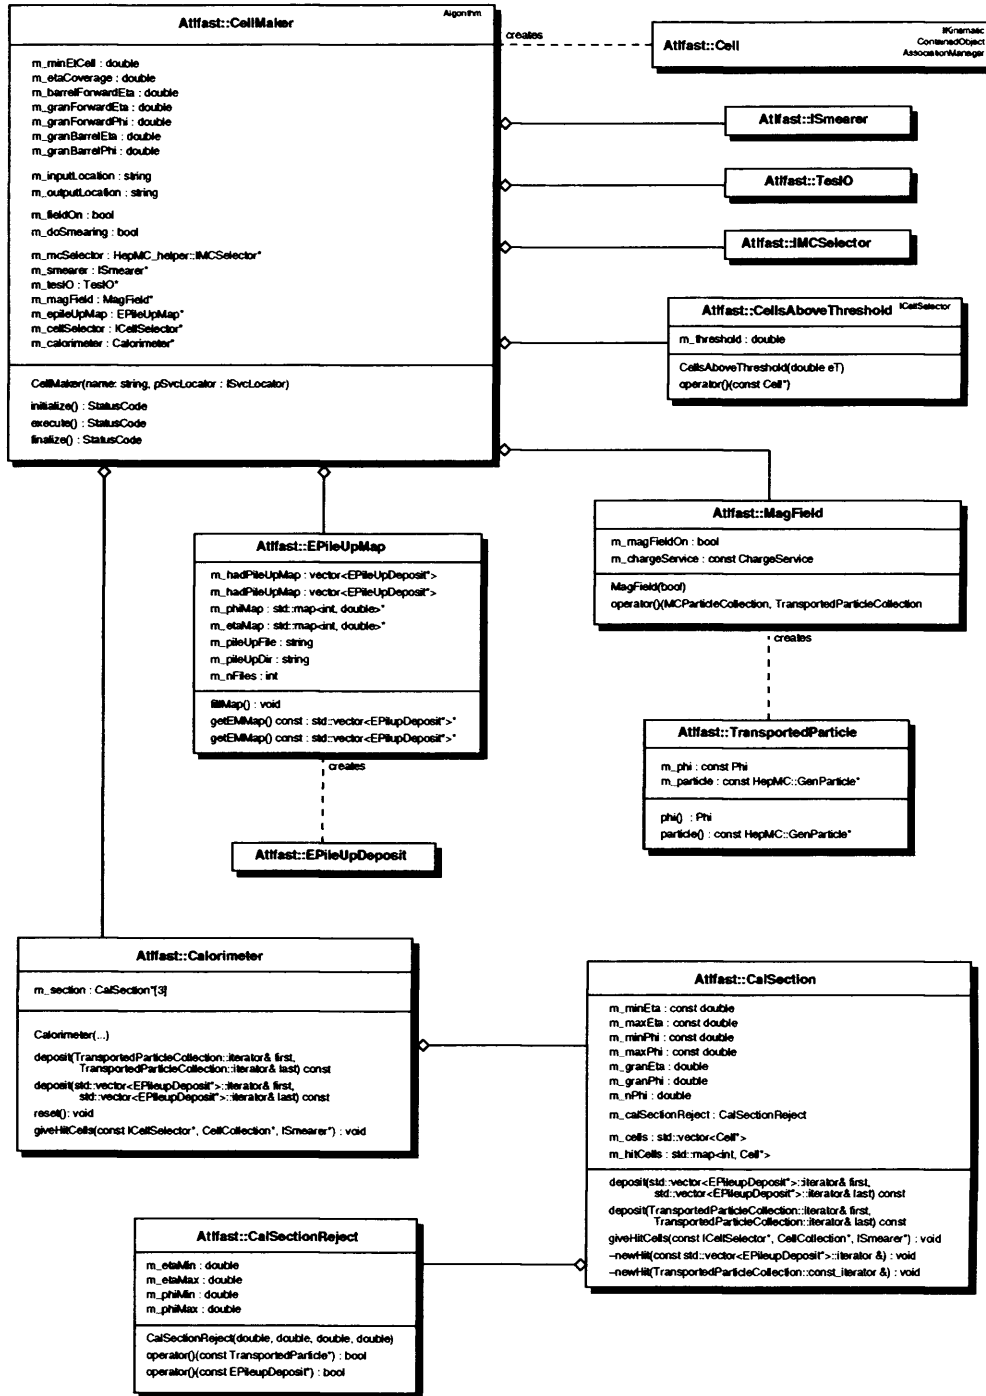 Atlfast::CellMaker
Algorithm
m_minEtCell : double
m_etaCoverage : double
m_barrelForwardEta : double
m_granForwardEta : double
m_granForwardPhi : double
m_granBarrelEta : double
m_granBarrelPhi : double
m_inputLocation : string
m_outputLocation : string
m_fieldOn : bool
m_doSmearing : bool
m_mcSelector : HepMC_helper::IMCSelector*
m_smearer : ISmearer*
m_tesIO : TesIO*
m_magField : MagField*
m_epileUpMap : EPileUpMap*
m_cellSelector : ICellSelector*
m_calorimeter : Calorimeter*
CellMaker(name: string, pSvcLocator : ISvcLocator)
initialize() : StatusCode
execute() : StatusCode
finalize() : StatusCode
creates
Atlfast::Cell
IKinematic
ContainedObject
AssociationManager
Atlfast::ISmearer
Atlfast::TesIO
Atlfast::IMCSelector
Atlfast::CellsAboveThreshold
ICellSelector
m_threshold : double
CellsAboveThreshold(double eT)
operator()(const Cell*)
Atlfast::MagField
m_magFieldOn : bool
m_chargeService : const ChargeService
MagField(bool)
operator()(MCParticleCollection, TransportedParticleCollection
creates
Atlfast::TransportedParticle
m_phi : const Phi
m_particle : const HepMC::GenParticle*
phi() : Phi
particle() : const HepMC::GenParticle*
Atlfast::EPileUpMap
m_hadPileUpMap : vector<EPileUpDeposit*>
m_hadPileUpMap : vector<EPileUpDeposit*>
m_phiMap : std::map<int, double>*
m_etaMap : std::map<int, double>*
m_pileUpFile : string
m_pileUpDir : string
m_nFiles : int
fillMap() : void
getEMMap() const : std::vector<EPilupDeposit*>*
getEMMap() const : std::vector<EPilupDeposit*>*
creates
Atlfast::EPileUpDeposit
Atlfast::Calorimeter
m_section : CalSection*[3]
Calorimeter(...)
deposit(TransportedParticleCollection::iterator& first,
TransportedParticleCollection::iterator& last) const
deposit(std::vector<EPileupDeposit*>::iterator& first,
std::vector<EPileupDeposit*>::iterator& last) const
reset(): void
giveHitCells(const ICellSelector*, CellCollection*, ISmearer*) : void
Atlfast::CalSection
m_minEta : const double
m_maxEta : const double
m_minPhi : const double
m_maxPhi : const double
m_granEta : double
m_granPhi : double
m_nPhi : double
m_calSectionReject : CalSectionReject
m_cells : std::vector<Cell*>
m_hitCells : std::map<int, Cell*>
deposit(std::vector<EPileupDeposit*>::iterator& first,
std::vector<EPileupDeposit*>::iterator& last) const
deposit(TransportedParticleCollection::iterator& first,
TransportedParticleCollection::iterator& last) const
giveHitCells(const ICellSelector*, CellCollection*, ISmearer*) : void
-newHit(const std::vector<EPileupDeposit*>::iterator &) : void
-newHit(TransportedParticleCollection::const_iterator &) : void
Atlfast::CalSectionReject
m_etaMin : double
m_etaMax : double
m_phiMin : double
m_phiMax : double
CalSectionReject(double, double, double, double)
operator()(const TransportedParticle*) : bool
operator()(const EPileupDeposit*) : bool